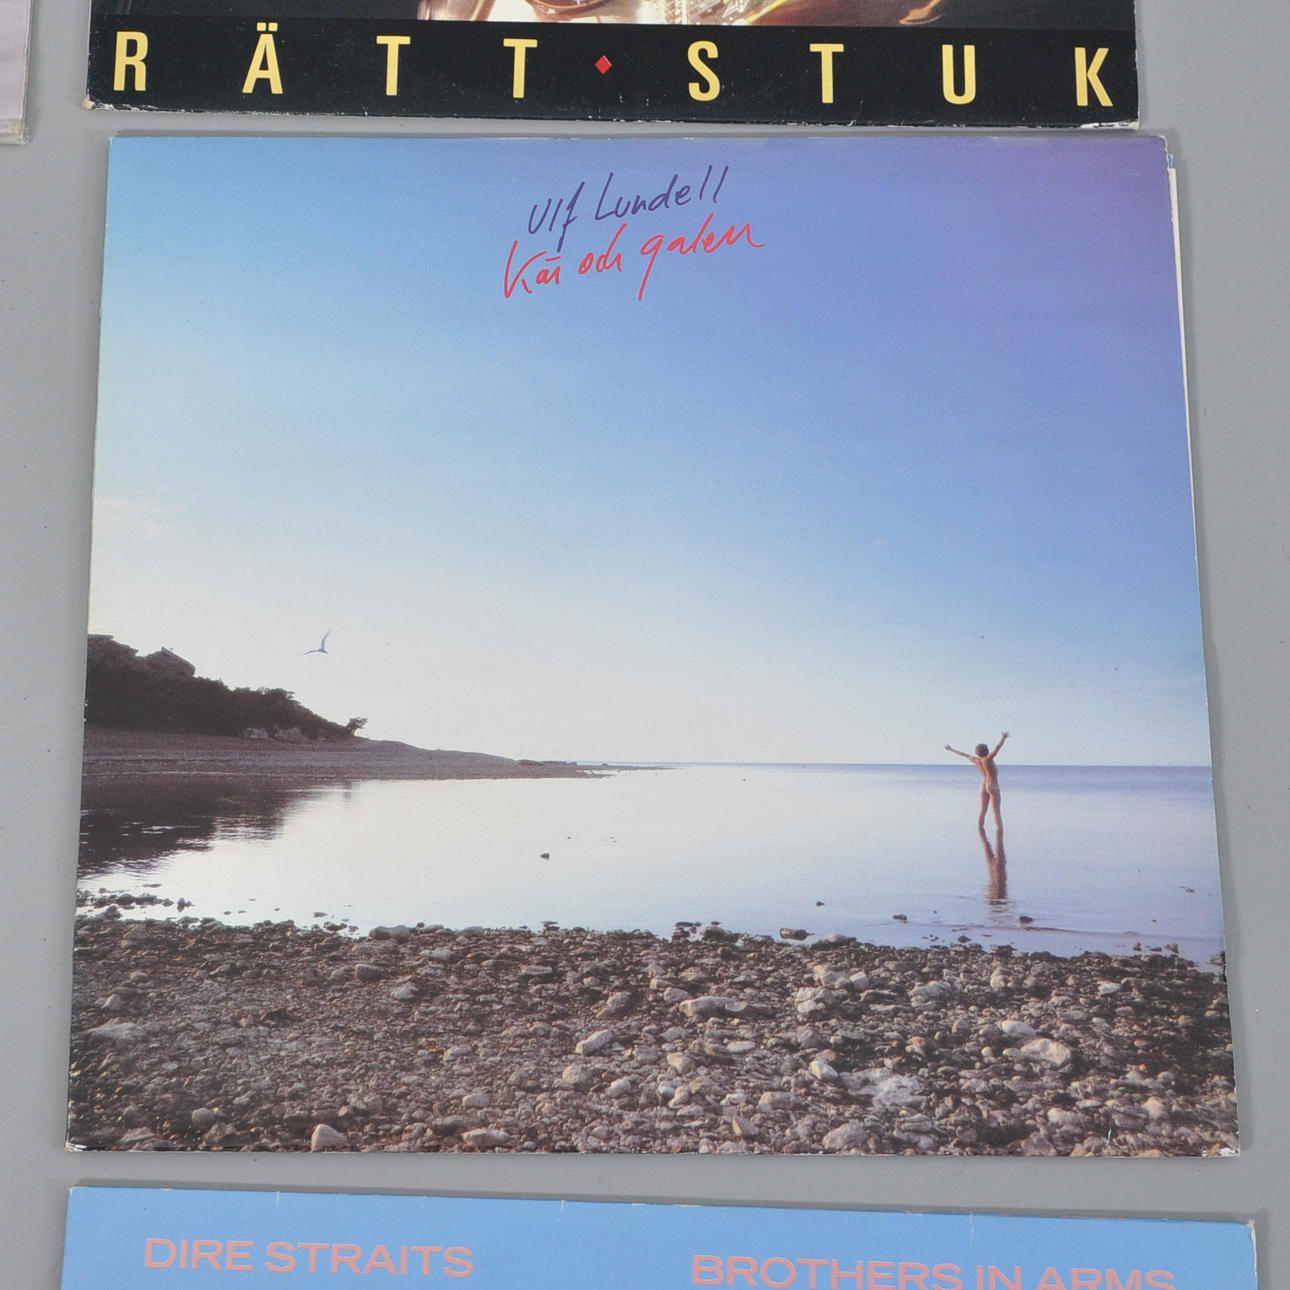 RÄTT♦STUK
Ulf Lundell
Kär och galen
DIRE STRAITS
BROTHERS IN ARMS